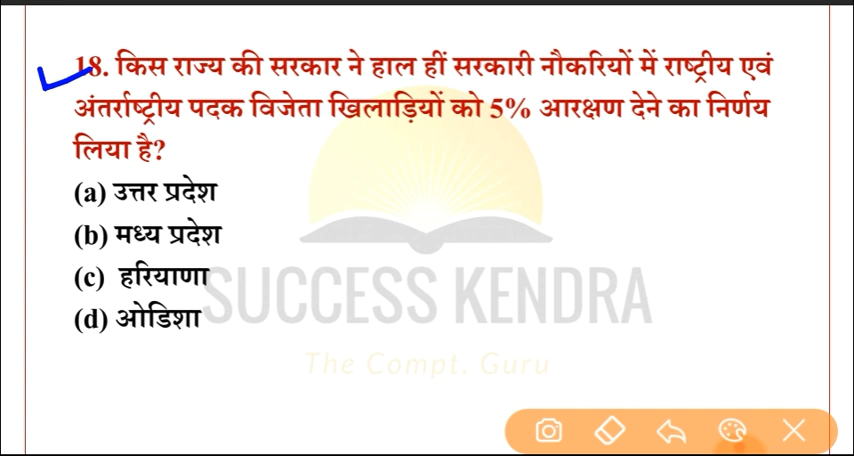 18. किस राज्य की सरकार ने हाल हीं सरकारी नौकरियों में राष्ट्रीय एवं
अंतर्राष्ट्रीय पदक विजेता खिलाड़ियों को 5% आरक्षण देने का निर्णय
लिया है?
(a) उत्तर प्रदेश
(b) मध्य प्रदेश
(c) हरियाणा
(d) ओडिशा
SUCCESS KENDRA
The Compt. Guru